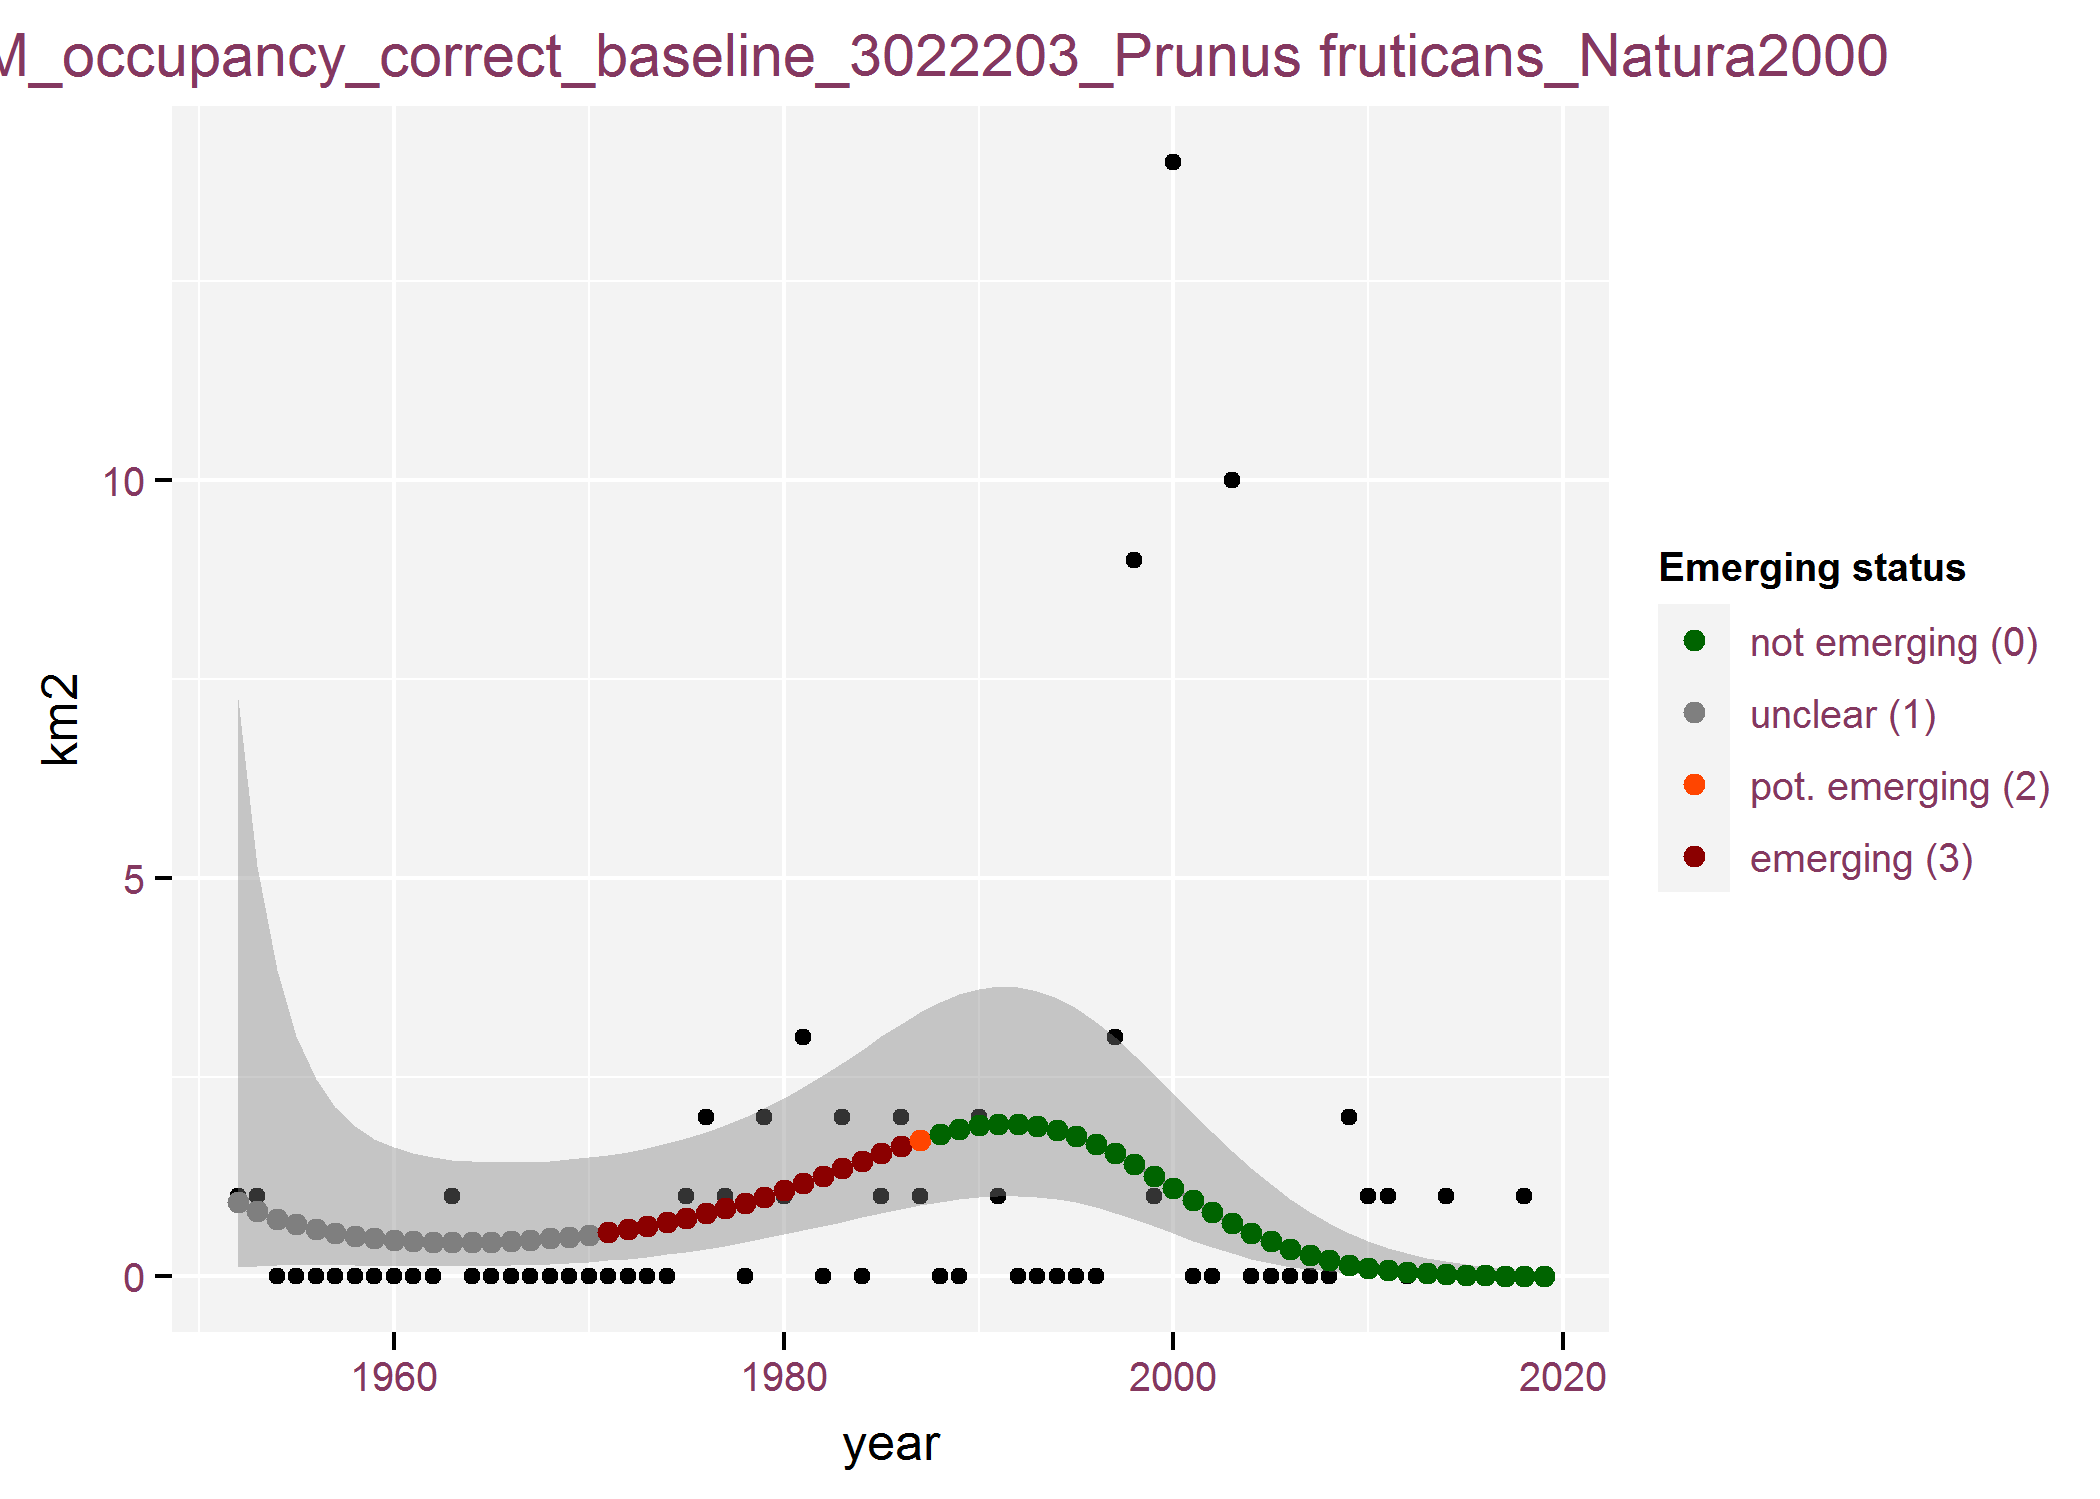 M_occupancy_correct_baseline_3022203_Prunus fruticans_Natura2000
10
5
0
km2
1960 1980 2000 2020
year
Emerging status
not emerging (0)
unclear (1)
pot. emerging (2)
emerging (3)